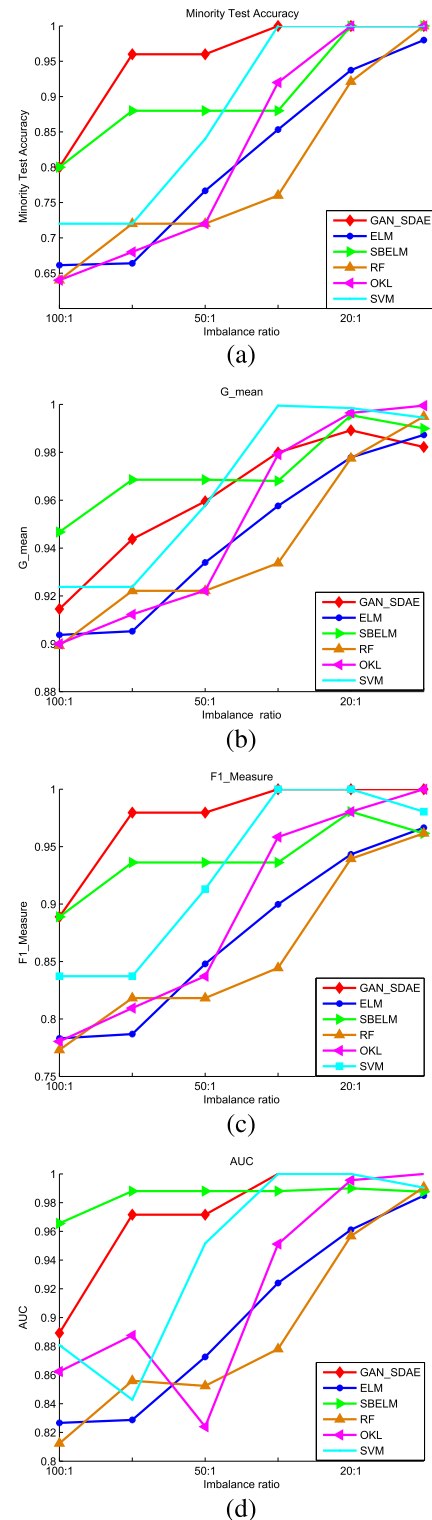 Minority Test Accuracy
1
0.95
0.9
0.85
0.8
0.75
0.7
0.65
Minority Test Accuracy
100:1
50:1
20:1
Imbalance ratio
GAN_SDAE
ELM
SBELM
RF
OKL
SVM
(a)
G_mean
1
0.98
0.96
0.94
0.92
0.9
0.88
G_mean
100:1
50:1
20:1
Imbalance ratio
GAN_SDAE
ELM
SBELM
RF
OKL
SVM
(b)
F1_Measure
1
0.95
0.9
0.85
0.8
0.75
F1_Measure
100:1
50:1
20:1
Imbalance ratio
GAN_SDAE
ELM
SBELM
RF
OKL
SVM
(c)
AUC
1
0.98
0.96
0.94
0.92
0.9
0.88
0.86
0.84
0.82
0.8
AUC
100:1
50:1
20:1
Imbalance ratio
GAN_SDAE
ELM
SBELM
RF
OKL
SVM
(d)